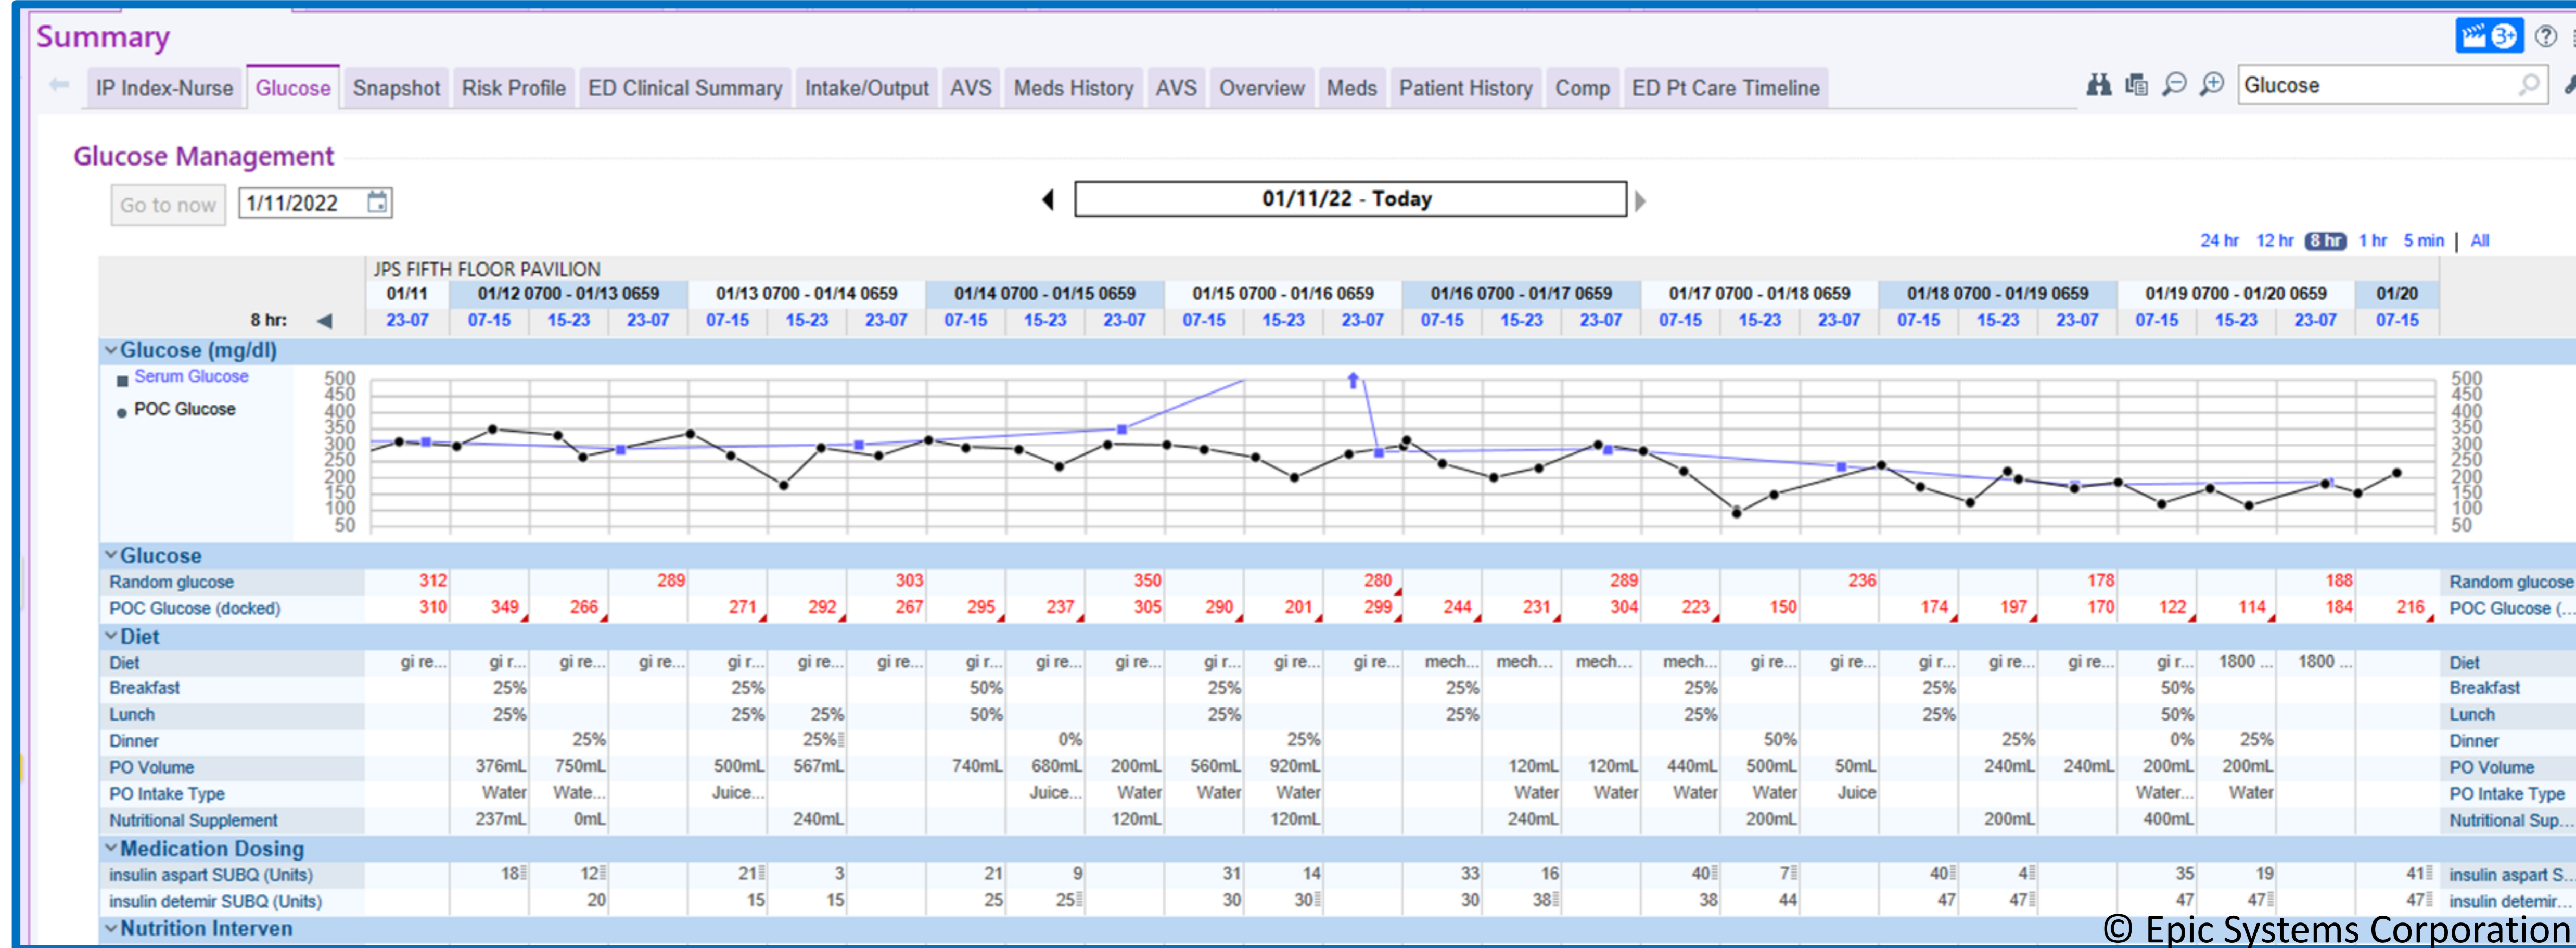 Summary
3+ ?
IP Index-Nurse Glucose Snapshot Risk Profile ED Clinical Summary Intake/Output AVS Meds History AVS Overview Meds Patient History Comp ED Pt Care Timeline Glucose
Glucose Management
Go to now 1/11/2022 01/11/22 - Today
24 hr 12 hr 8 hr 1 hr 5 min | All
JPS FIFTH FLOOR PAVILION
01/11 01/12 0700 - 01/13 0659 01/13 0700 - 01/14 0659 01/14 0700 - 01/15 0659 01/15 0700 - 01/16 0659 01/16 0700 - 01/17 0659 01/17 0700 - 01/18 0659 01/18 0700 - 01/19 0659 01/19 0700 - 01/20 0659 01/20
8 hr: 23-07 07-15 15-23 23-07 07-15 15-23 23-07 07-15 15-23 23-07 07-15 15-23 23-07 07-15 15-23 23-07 07-15 15-23 23-07 07-15 15-23 23-07 07-15 15-23 23-07 07-15
Glucose (mg/dl)
Serum Glucose 500 500
450 450
POC Glucose 400 400
350 350
300 300
250 250
200 200
150 150
100 100
50 50
Glucose
Random glucose 312 289 303 350 280 289 236 178 188 Random glucose
POC Glucose (docked) 310 349 266 271 292 267 295 237 305 290 201 299 244 231 304 223 150 174 197 170 122 114 184 216 POC Glucose (...
Diet
Diet gi re... gi r... gi re... gi re... gi r... gi re... gi re... gi r... gi re... gi re... gi r... gi re... gi re... mech... mech... mech... mech... gi re... gi re... gi r... gi re... gi re... gi r... 1800 ... 1800 ... Diet
Breakfast 25% 25% 50% 25% 25% 25% 25% 50% Breakfast
Lunch 25% 25% 25% 50% 25% 25% 25% 25% 50% Lunch
Dinner 25% 25% 0% 25% 50% 25% 0% 25% Dinner
PO Volume 376mL 750mL 500mL 567mL 740mL 680mL 200mL 560mL 920mL 120mL 120mL 440mL 500mL 50mL 240mL 240mL 200mL 200mL PO Volume
PO Intake Type Water Wate... Juice... Juice... Water Water Water Water Water Water Water Juice Water... Water PO Intake Type
Nutritional Supplement 237mL 0mL 240mL 120mL 120mL 240mL 200mL 200mL 400mL Nutritional Sup...
Medication Dosing
insulin aspart SUBQ (Units) 18 12 21 3 21 9 31 14 33 16 40 7 40 4 35 19 41 insulin aspart S...
insulin detemir SUBQ (Units) 20 15 15 25 25 30 30 30 38 38 44 47 47 47 47 47 insulin detemir...
Nutrition Interven
© Epic Systems Corporation